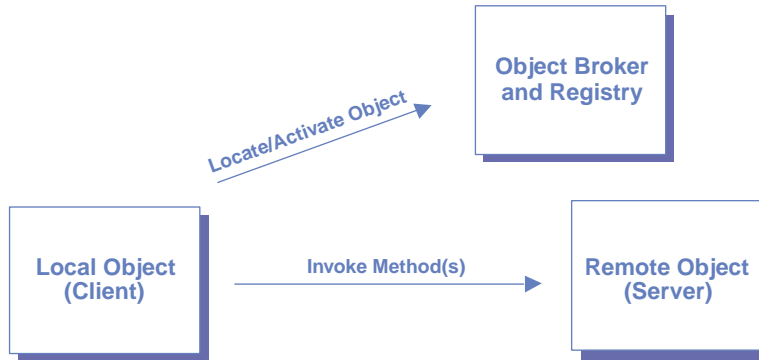 Object Broker
and Registry
Locate/Activate Object
Local Object
(Client)
Invoke Method(s)
Remote Object
(Server)